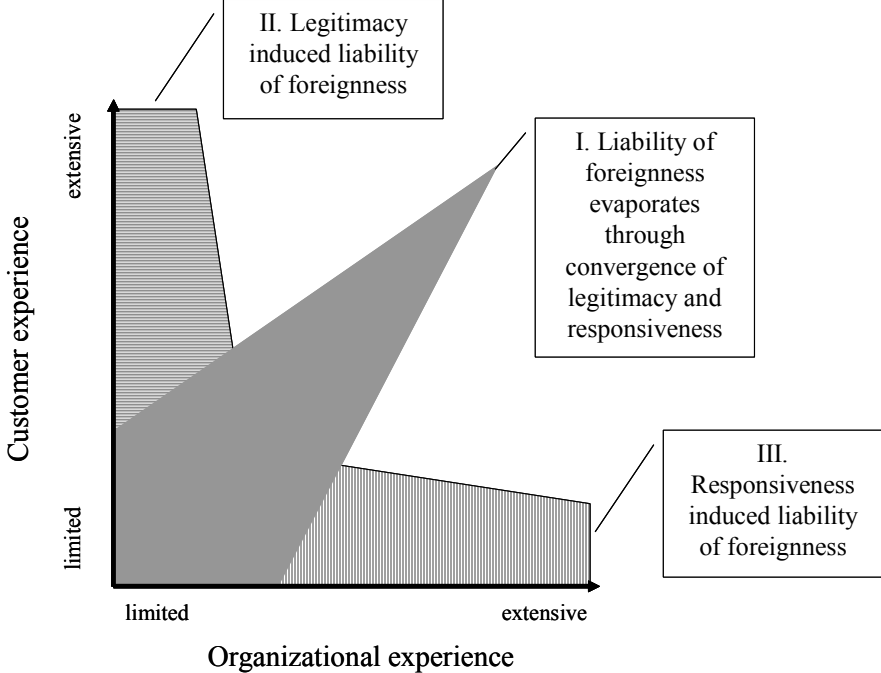 II. Legitimacy
induced liability
of foreignness
I. Liability of
foreignness
evaporates
through
convergence of
legitimacy and
responsiveness
III.
Responsiveness
induced liability
of foreignness
extensive
Customer experience
limited
limited
extensive
Organizational experience